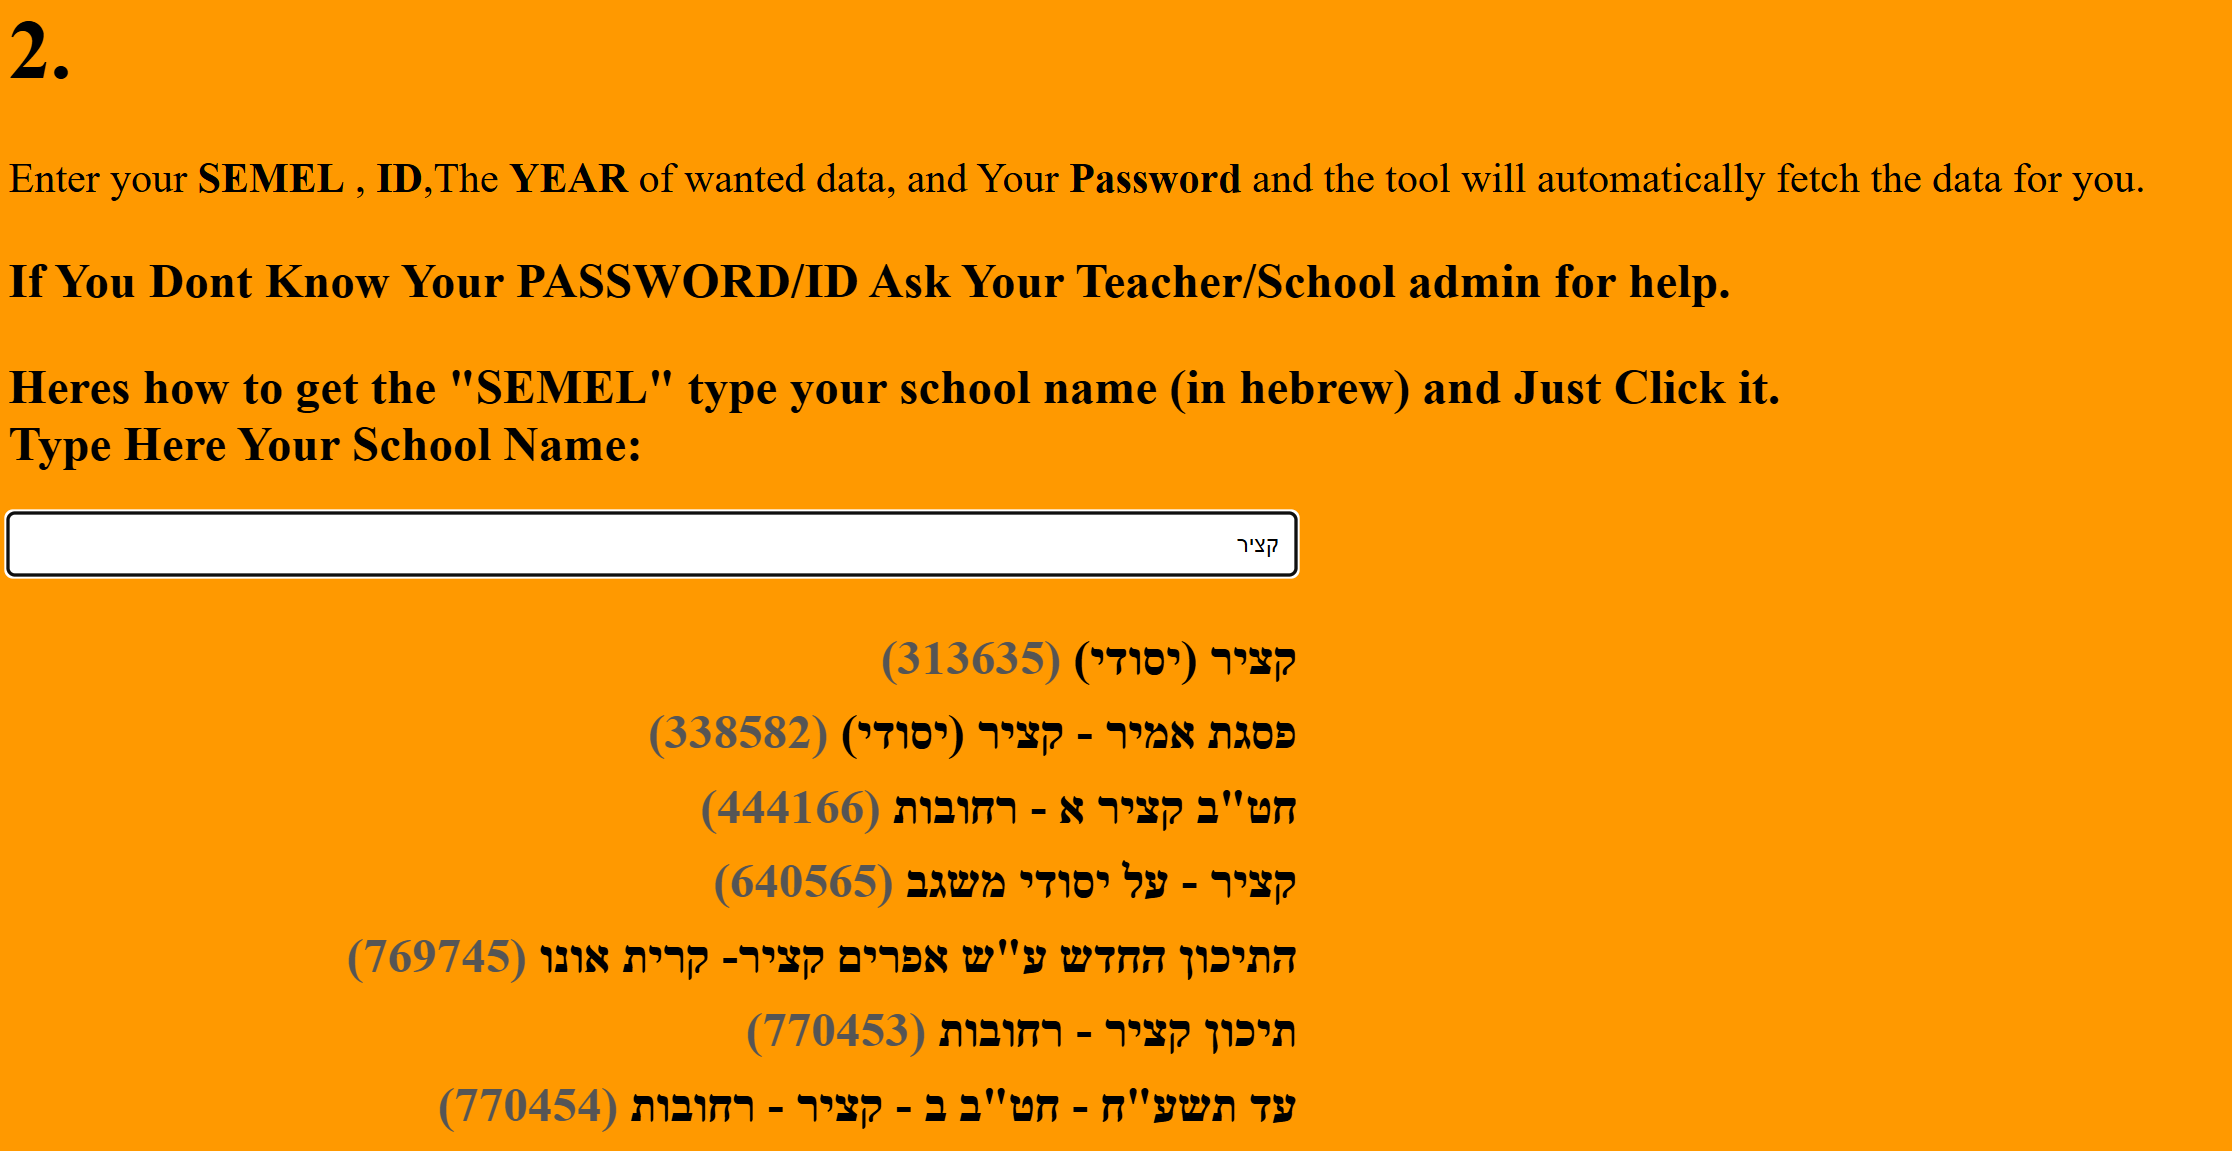 2.
Enter your SEMEL , ID,The YEAR of wanted data, and Your Password and the tool will automatically fetch the data for you.
If You Dont Know Your PASSWORD/ID Ask Your Teacher/School admin for help.
Heres how to get the "SEMEL" type your school name (in hebrew) and Just Click it.
Type Here Your School Name:
קציר
קציר (יסודי) (313635)
פסגת אמיר - קציר (יסודי) (338582)
חט"ב קציר א - רחובות (444166)
קציר - על יסודי משגב (640565)
התיכון החדש ע"ש אפרים קציר- קרית אונו (769745)
תיכון קציר - רחובות (770453)
עד תשע"ח - חט"ב ב - קציר - רחובות (770454)